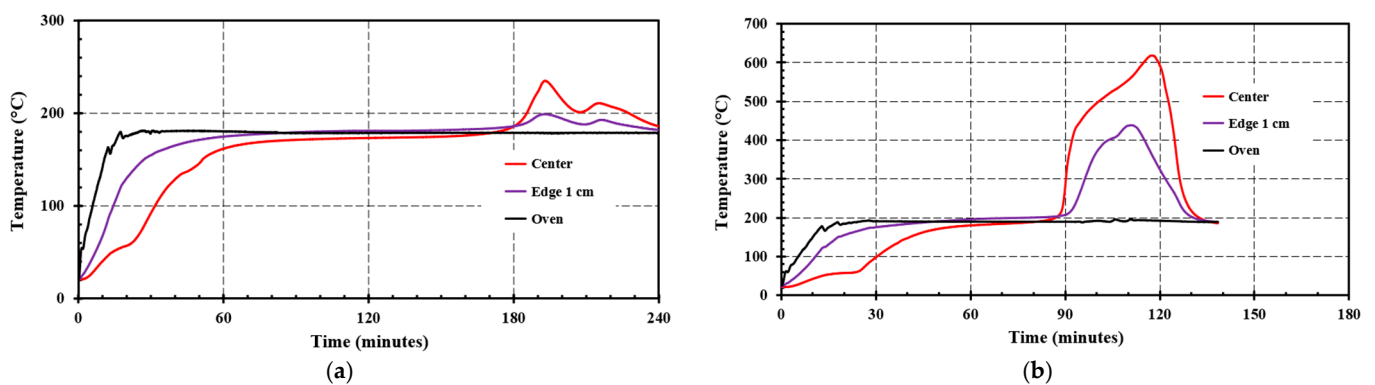 300
200
100
0
0 60 120 180 240
Temperature (°C)
Time (minutes)
Center
Edge 1 cm
Oven
(a)
700
600
500
400
300
200
100
0
0 30 60 90 120 150 180
Temperature (°C)
Time (minutes)
Center
Edge 1 cm
Oven
(b)